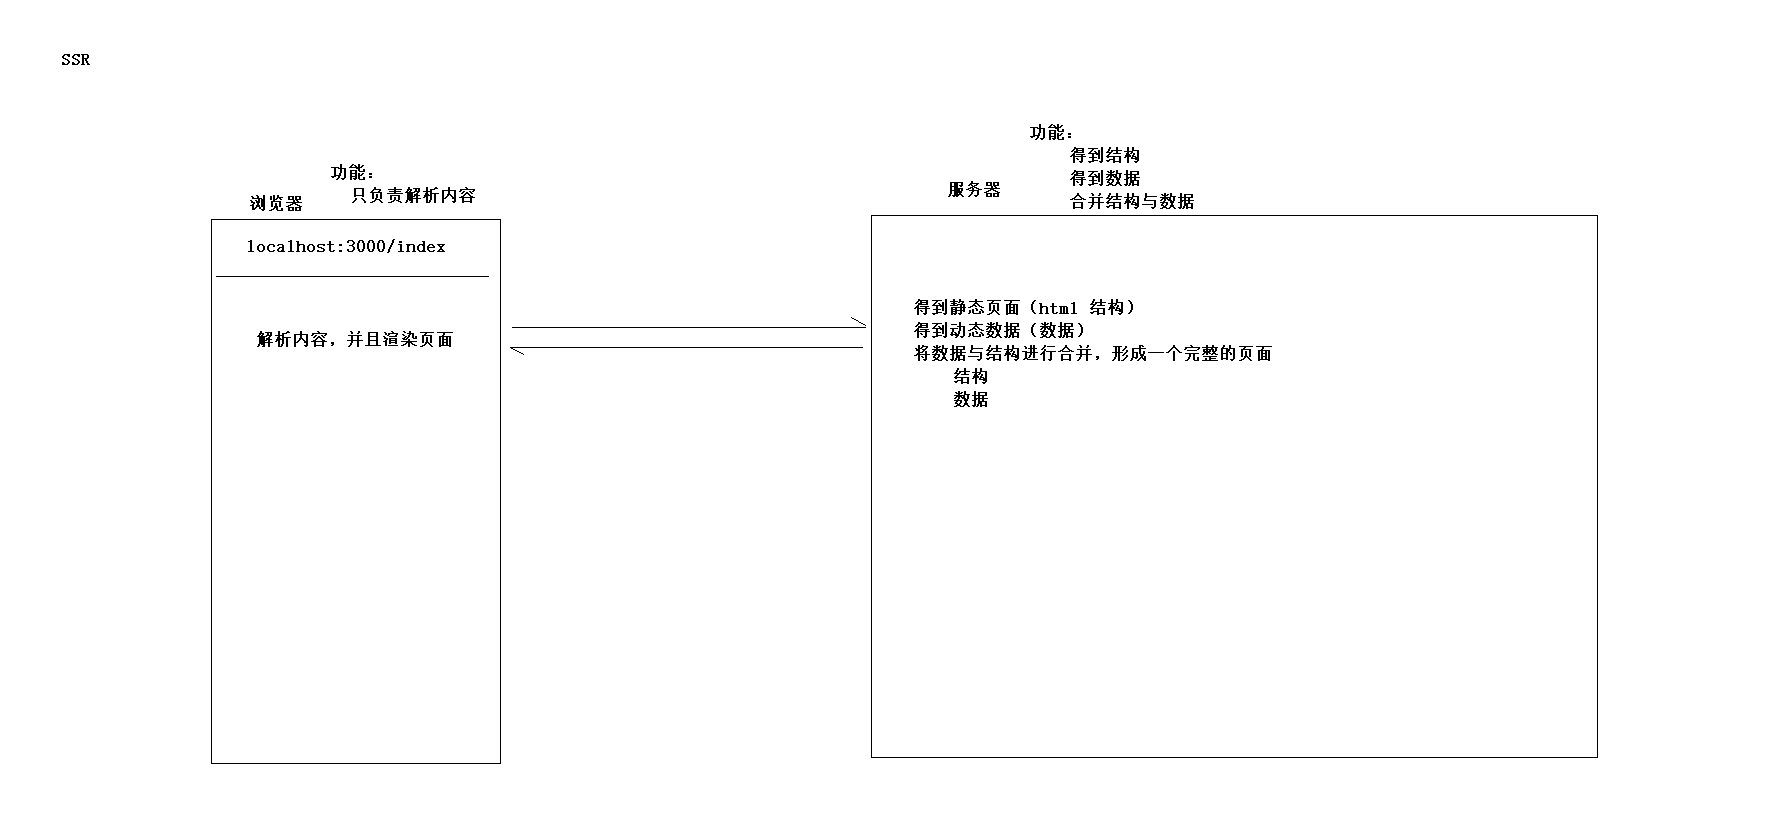 SSR
功能：
只负责解析内容
浏览器
localhost:3000/index
解析内容，并且渲染页面
功能：
得到结构
得到数据
合并结构与数据
服务器
得到静态页面（html 结构）
得到动态数据（数据）
将数据与结构进行合并，形成一个完整的页面
结构
数据